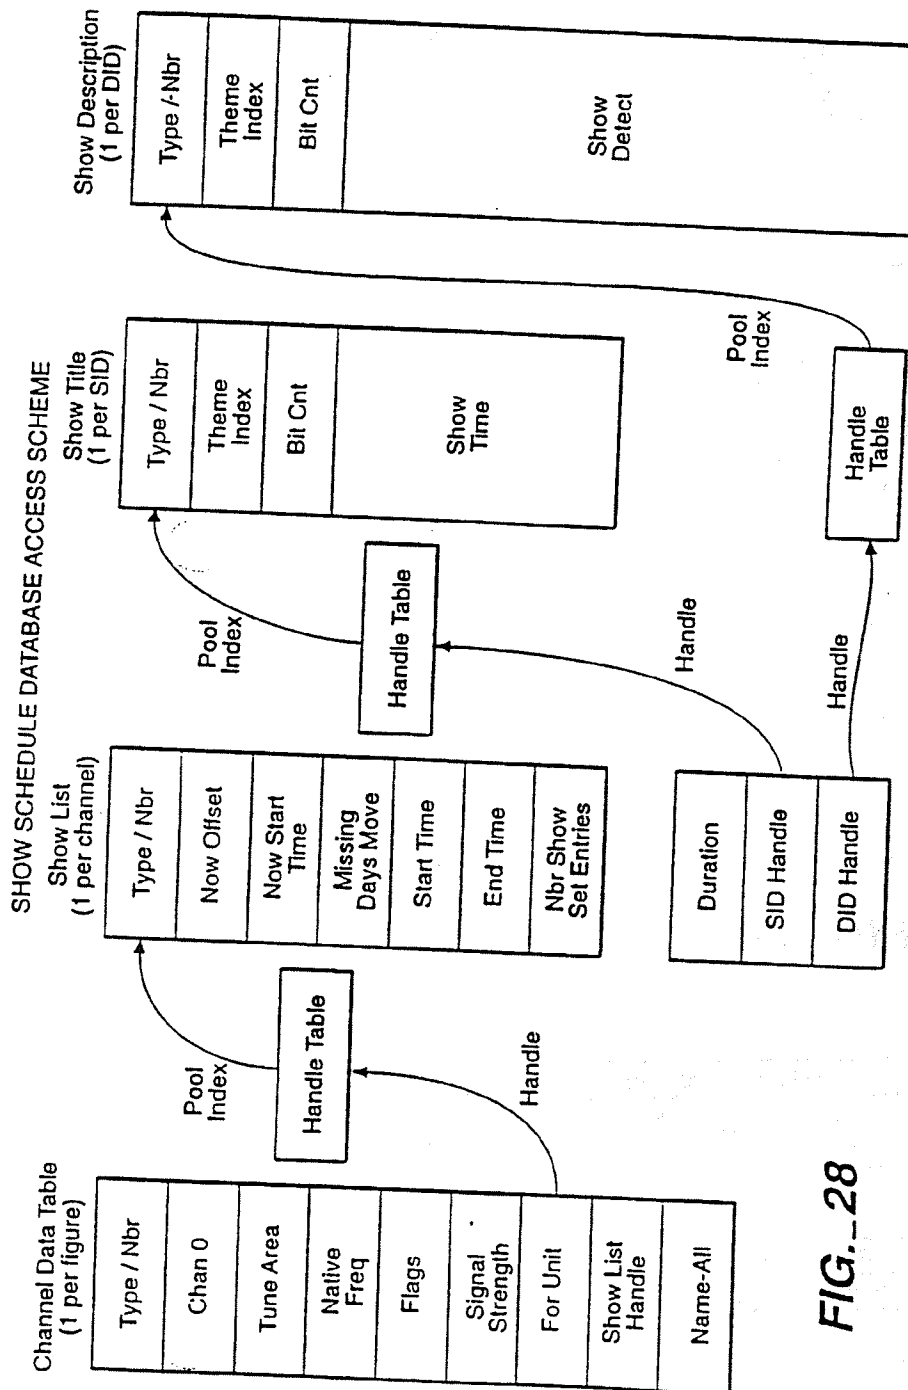 SHOW SCHEDULE DATABASE ACCESS SCHEME
Channel Data Table
(1 per figure)
Type / Nbr
Chan 0
Tune Area
Native
Freq
Flags
Signal
Strength
For Unit
Show List
Handle
Name-All
Handle
Handle Table
Pool
Index
Show List
(1 per channel)
Type / Nbr
Now Offset
Now Start
Time
Missing
Days Move
Start Time
End Time
Nbr Show
Set Entries
Duration
SID Handle
DID Handle
Handle
Handle Table
Pool
Index
Show Title
(1 per SID)
Type / Nbr
Theme
Index
Bit Cnt
Show
Time
Handle
Handle
Table
Pool
Index
Show Description
(1 per DID)
Type /-Nbr
Theme
Index
Bit Cnt
Show
Detect
FIG._28